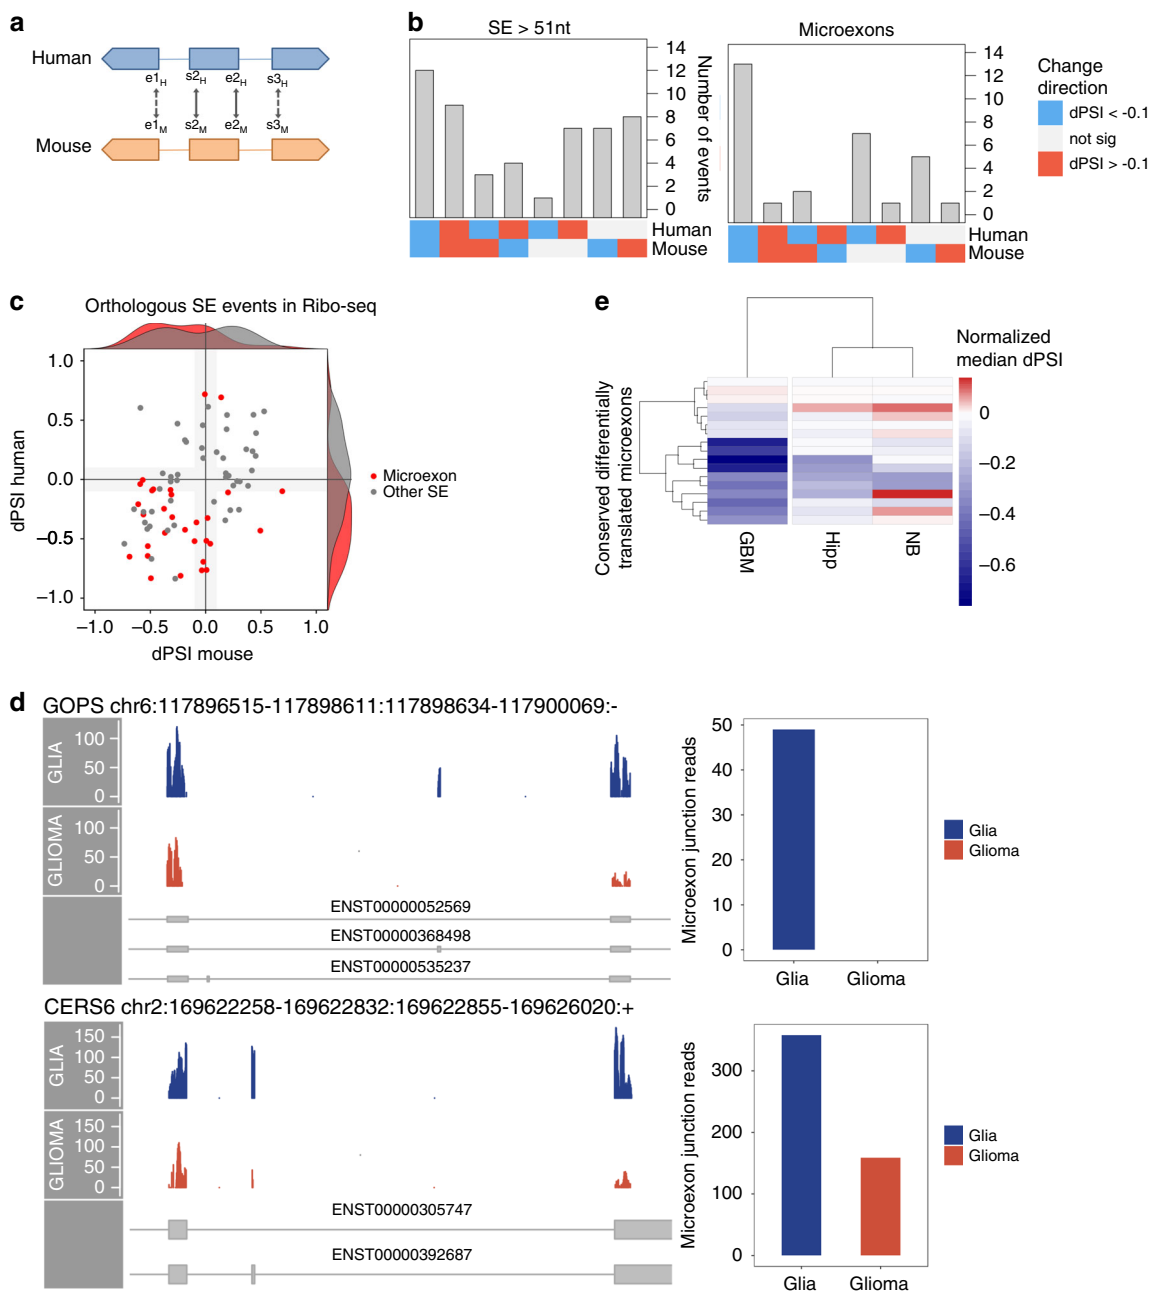 a
Human
e1H s2H e2H s3H
e1M s2M e2M s3M
Mouse
b
SE > 51nt
14
12
10
8
6
4
2
0
Number of events
Human
Mouse
Microexons
14
12
10
8
6
4
2
0
Human
Mouse
Change
direction
dPSI < -0.1
not sig
dPSI > -0.1
c
Orthologous SE events in Ribo-seq
1.0
0.5
0.0
−0.5
−1.0
dPSI human
−1.0 −0.5 0.0 0.5 1.0
dPSI mouse
Microexon
Other SE
e
Conserved differentially
translated microexons
GBM
Hipp
NB
Normalized
median dPSI
0
−0.2
−0.4
−0.6
d
GOPS chr6:117896515-117898611:117898634-117900069:-
GLIA
100
50
0
GLIOMA
100
50
0
ENST00000052569
ENST00000368498
ENST00000535237
Microexon junction reads
50
40
30
20
10
0
Glia Glioma
Glia
Glioma
CERS6 chr2:169622258-169622832:169622855-169626020:+
GLIA
150
100
50
0
GLIOMA
150
100
50
0
ENST00000305747
ENST00000392687
Microexon junction reads
300
200
100
0
Glia Glioma
Glia
Glioma